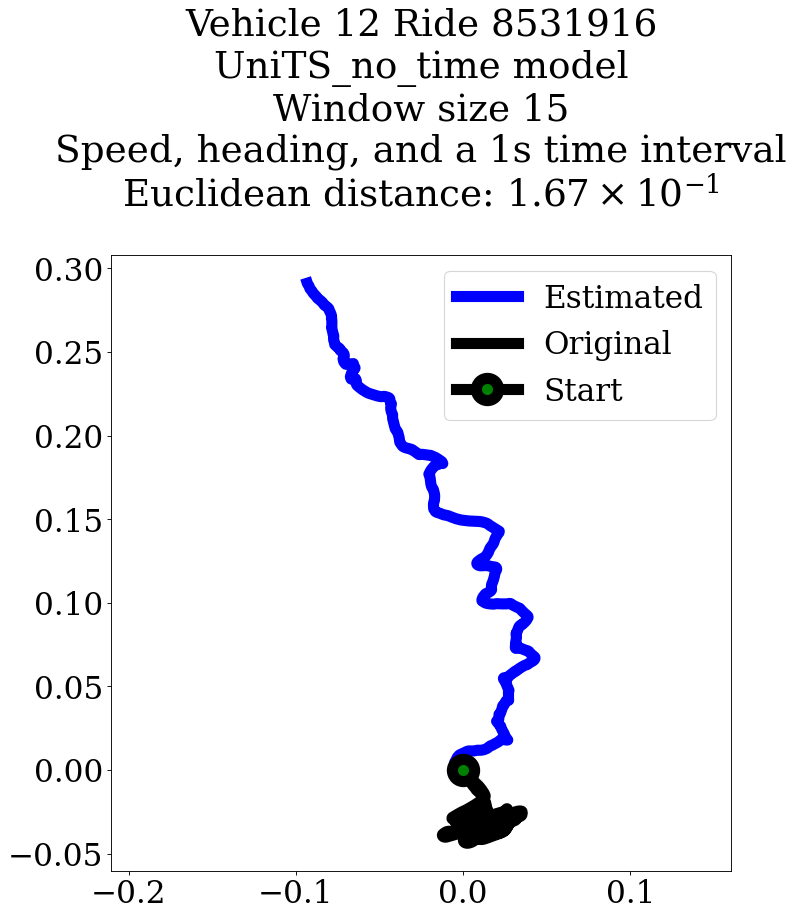 Vehicle 12 Ride 8531916
UniTS_no_time model
Window size 15
Speed, heading, and a 1s time interval
Euclidean distance: 1.67 × 10⁻¹
0.30
0.25
0.20
0.15
0.10
0.05
0.00
−0.05
Estimated
Original
Start
−0.2
−0.1
0.0
0.1